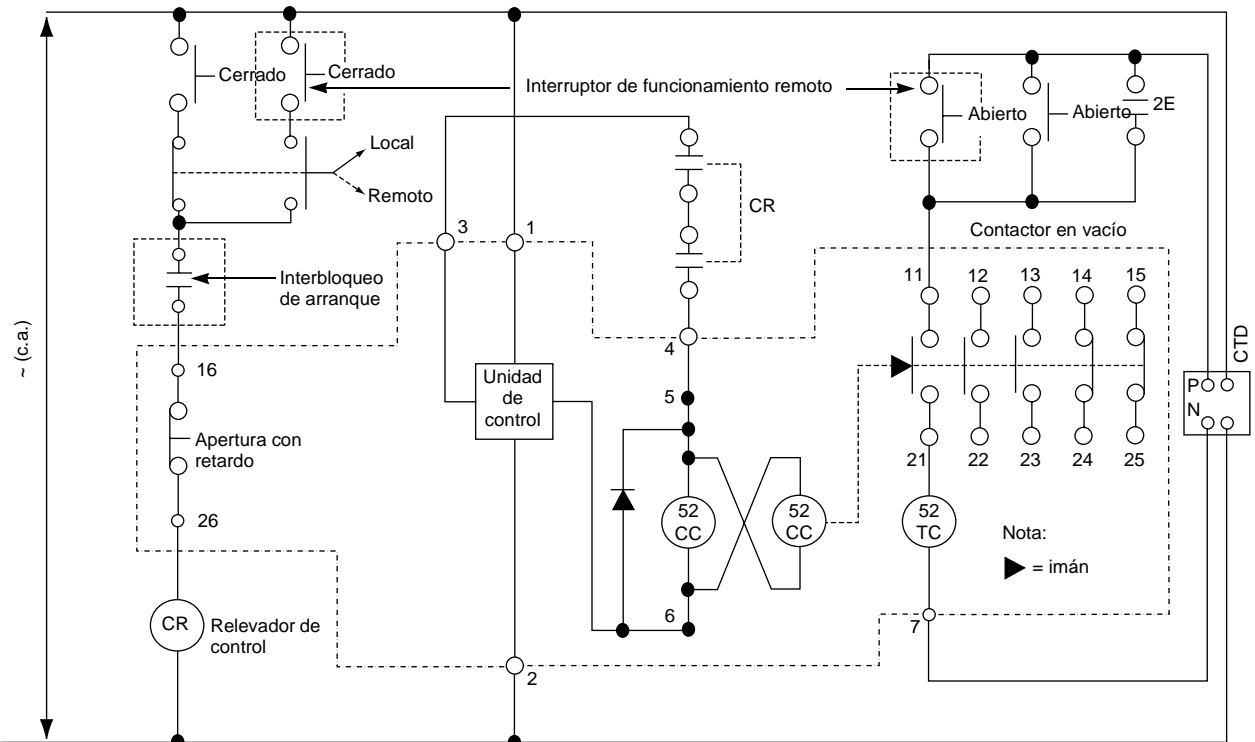 Cerrado
Cerrado
Interruptor de funcionamiento remoto
Abierto
Abierto
2E
Local
Remoto
CR
Contactor en vacío
3
1
Interbloqueo
de arranque
11
12
13
14
15
~ (c.a.)
4
CTD
16
Unidad
de
control
5
P
N
Apertura con
retardo
21
22
23
24
25
26
52
CC
52
CC
52
TC
Nota:
= imán
6
7
CR
Relevador de
control
2